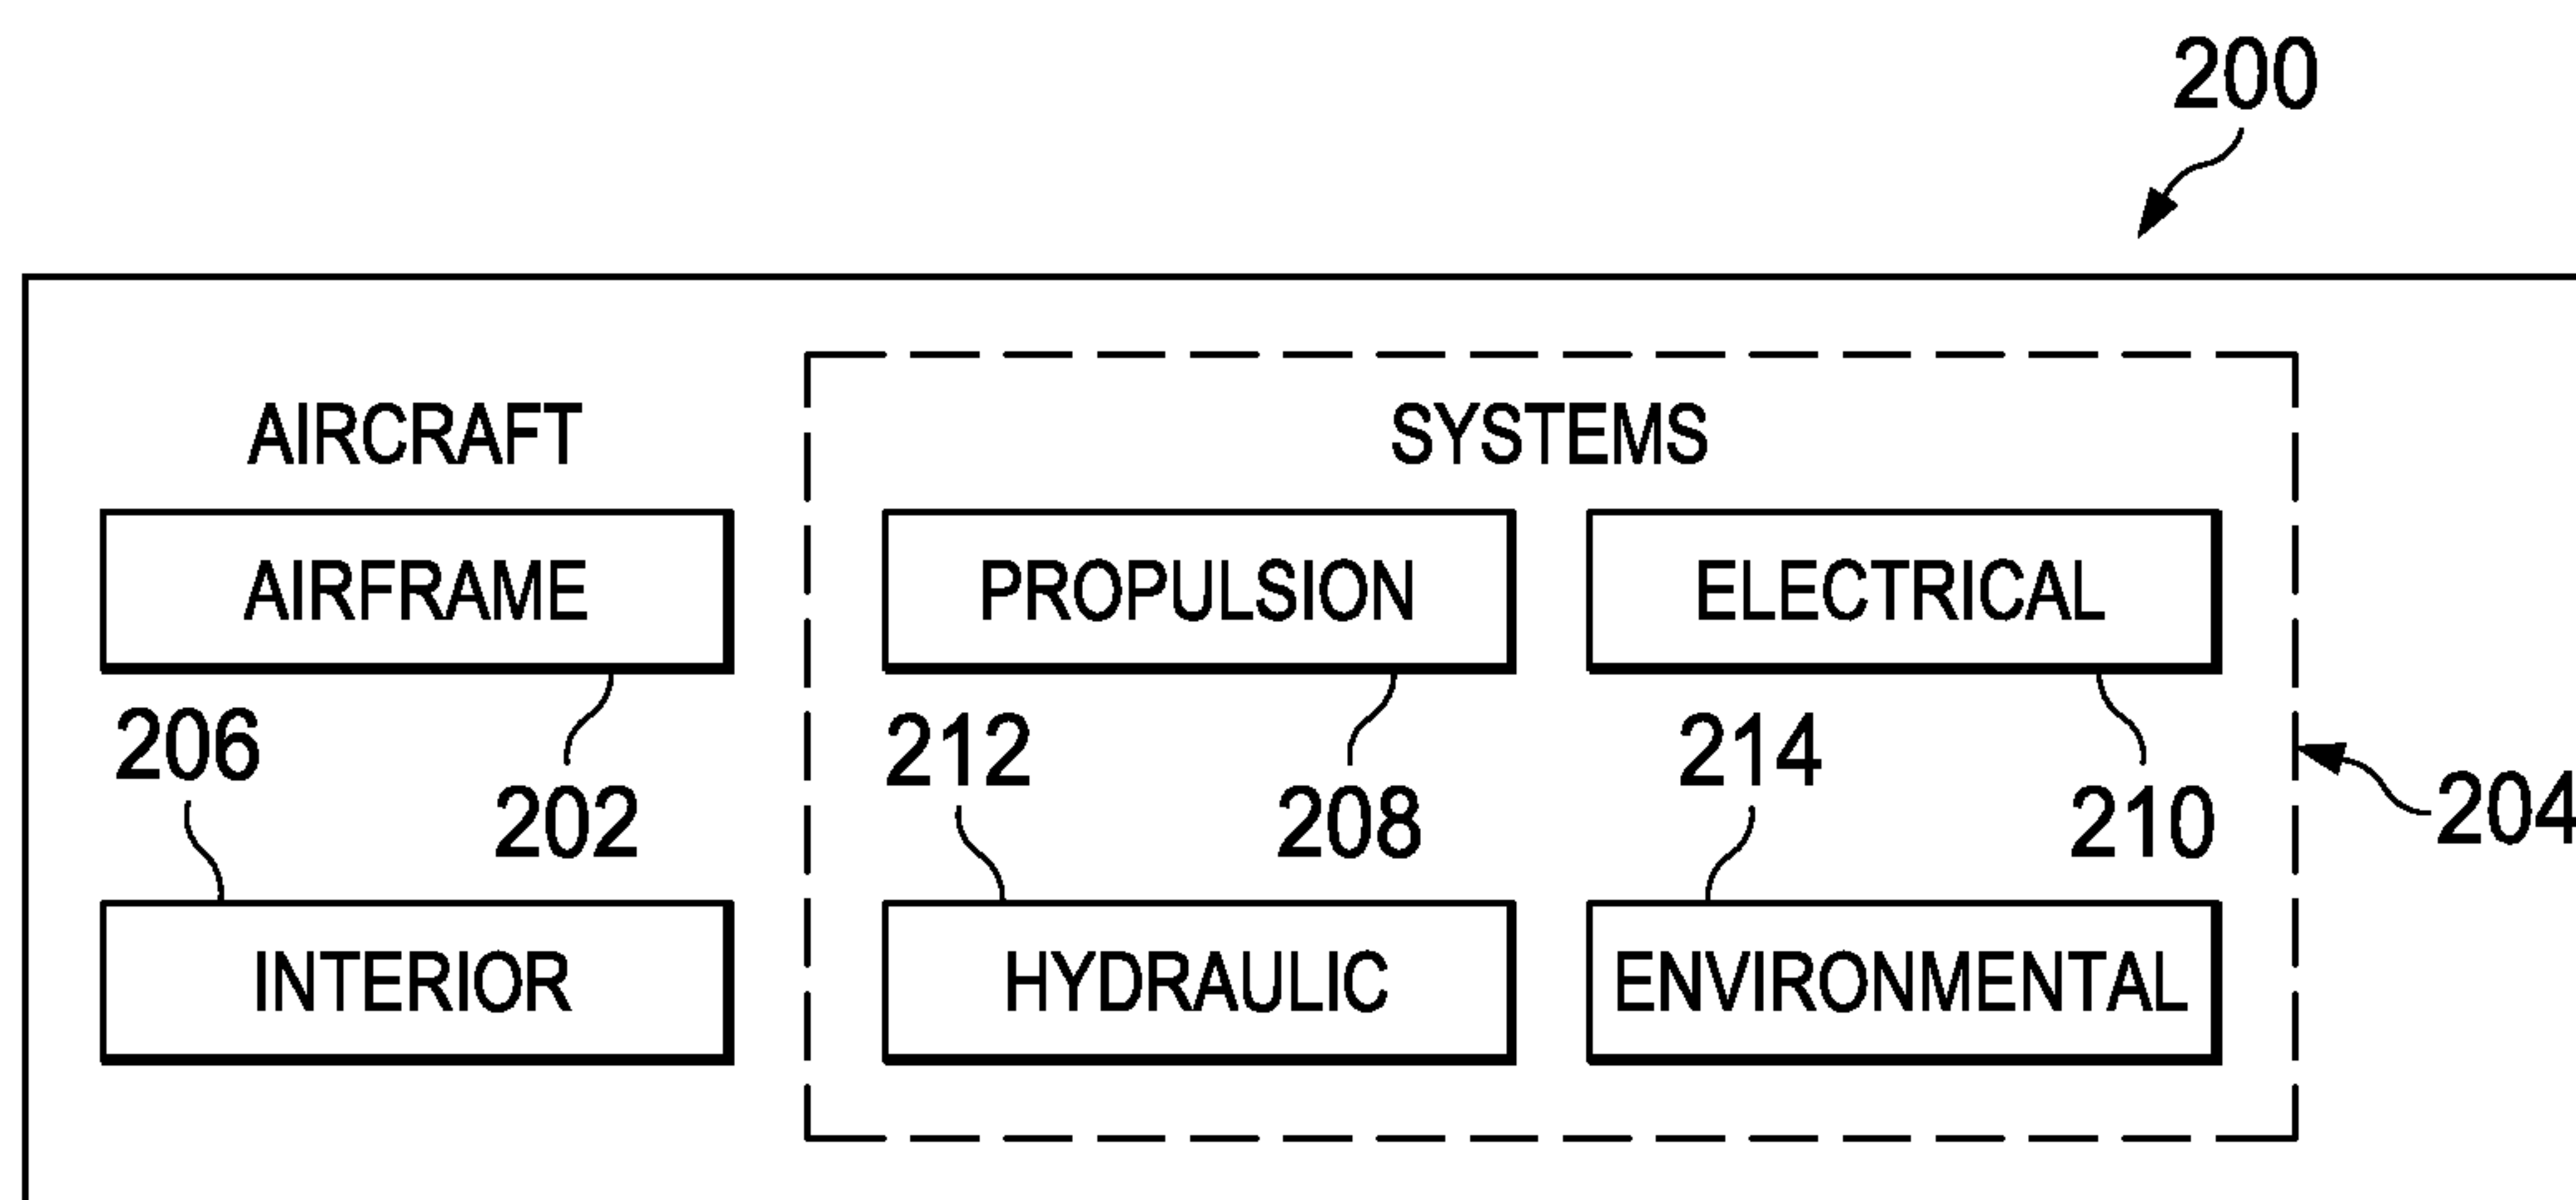 200
AIRCRAFT
SYSTEMS
AIRFRAME
PROPULSION
ELECTRICAL
206
202
212
208
214
210
204
INTERIOR
HYDRAULIC
ENVIRONMENTAL